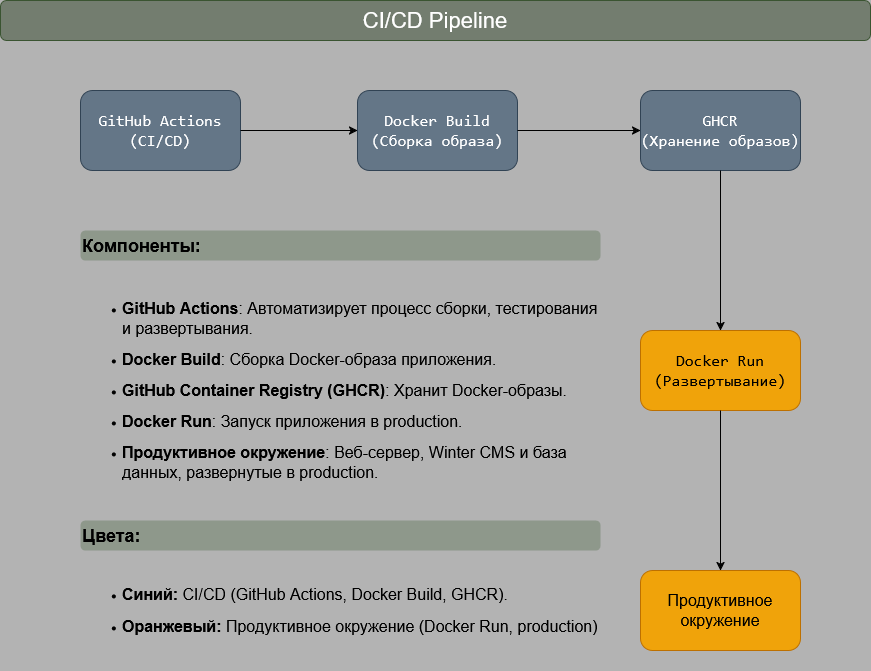 CI/CD Pipeline
GitHub Actions
(CI/CD)
Docker Build
(Сборка образа)
GHCR
(Хранение образов)
Компоненты:
• GitHub Actions: Автоматизирует процесс сборки, тестирования
и развертывания.
• Docker Build: Сборка Docker-образа приложения.
• GitHub Container Registry (GHCR): Хранит Docker-образы.
• Docker Run: Запуск приложения в production.
• Продуктивное окружение: Веб-сервер, Winter CMS и база
данных, развернутые в production.
Docker Run
(Развертывание)
Цвета:
• Синий: CI/CD (GitHub Actions, Docker Build, GHCR).
• Оранжевый: Продуктивное окружение (Docker Run, production)
Продуктивное
окружение